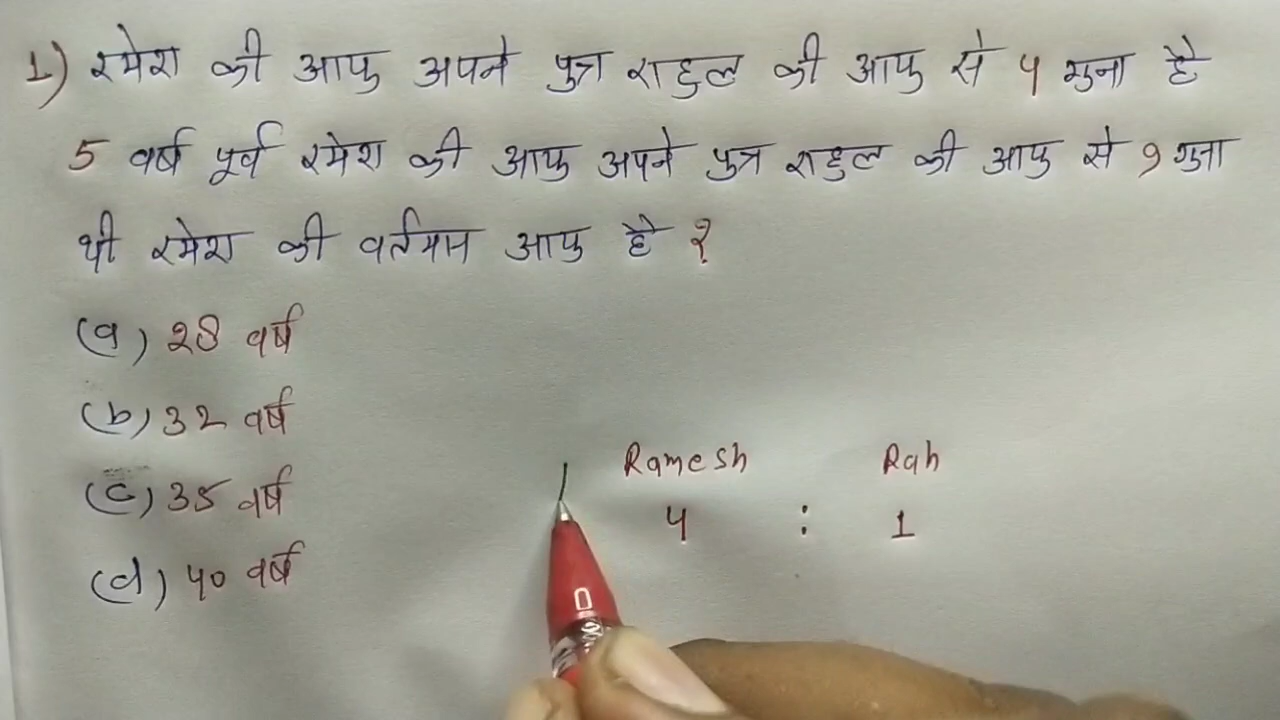 1) रमेश की आयु अपने पुत्र राहुल की आयु से 4 गुना है
5 वर्ष पूर्व रमेश की आयु अपने पुत्र राहुल की आयु से 9 गुना
थी रमेश की वर्तमान आयु है ?
(a) 28 वर्ष
(b) 32 वर्ष
(c) 35 वर्ष
(d) 40 वर्ष
Ramesh Rah
4 : 1